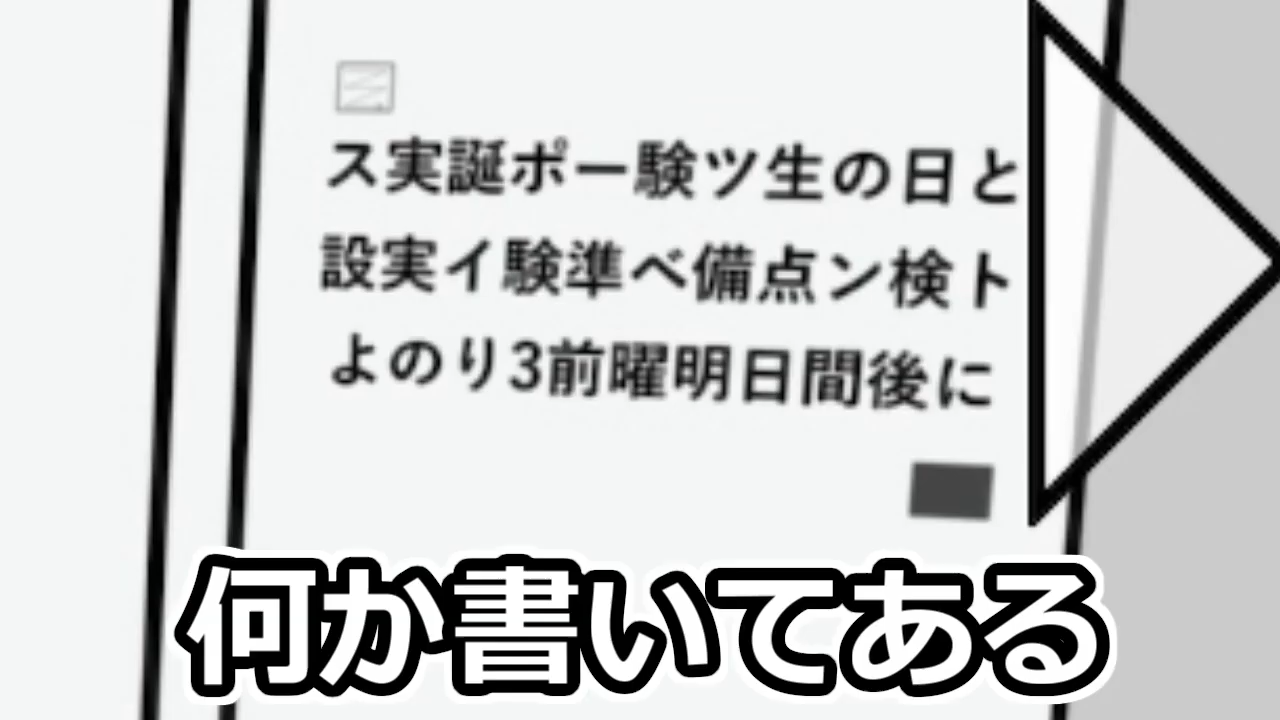 ス実誕ポー験ツ生の日と
設実イ験準ベ備点ン検ト
よのり3前曜明日間後に
何か書いてある